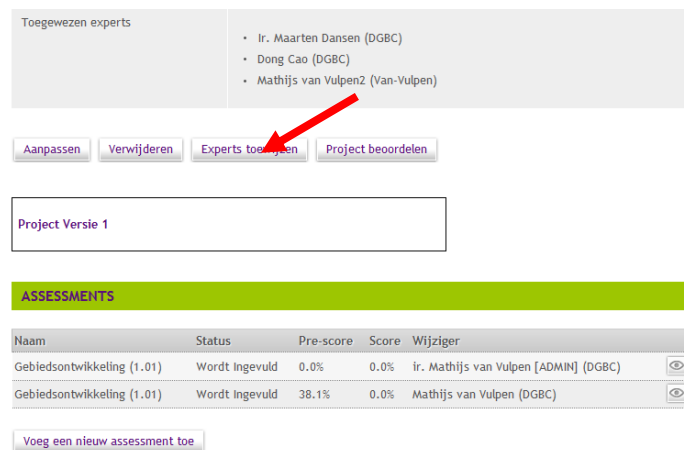 Toegewezen experts
• Ir. Maarten Dansen (DGBC)
• Dong Cao (DGBC)
• Mathijs van Vulpen2 (Van-Vulpen)
Aanpassen Verwijderen Experts toewijzen Project beoordelen
Project Versie 1
ASSESSMENTS
Naam Status Pre-score Score Wijziger
Gebiedsontwikkeling (1.01) Wordt Ingevuld 0.0% 0.0% ir. Mathijs van Vulpen [ADMIN] (DGBC)
Gebiedsontwikkeling (1.01) Wordt Ingevuld 38.1% 0.0% Mathijs van Vulpen (DGBC)
Voeg een nieuw assessment toe